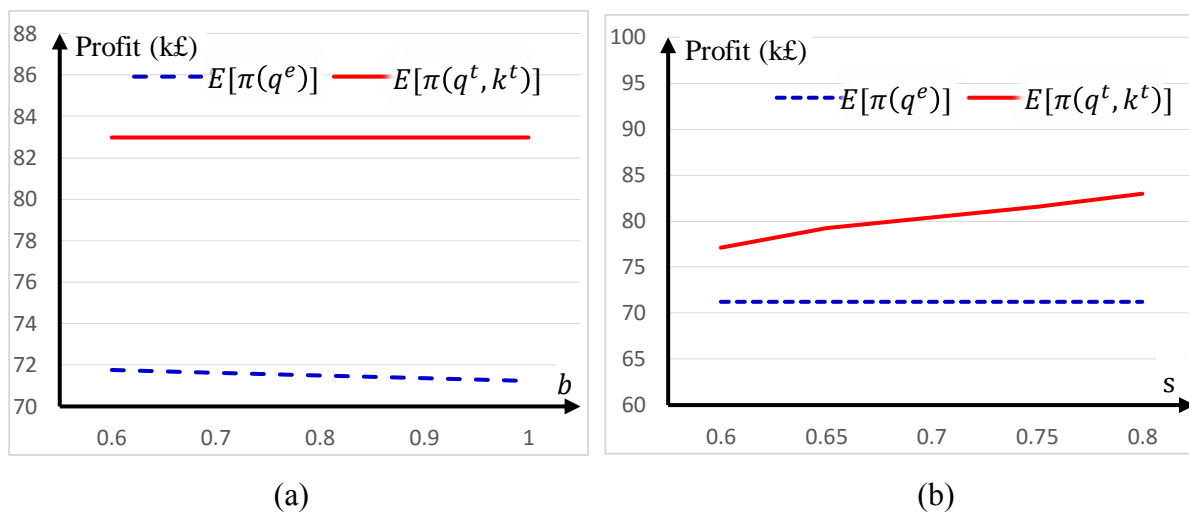 88
Profit (k£)
86
E[π(q^e)] E[π(q^t, k^t)]
84
82
80
78
76
74
72
b
70
0.6 0.7 0.8 0.9 1
(a)
100
Profit (k£)
95
E[π(q^e)] E[π(q^t, k^t)]
90
85
80
75
70
65
s
60
0.6 0.65 0.7 0.75 0.8
(b)